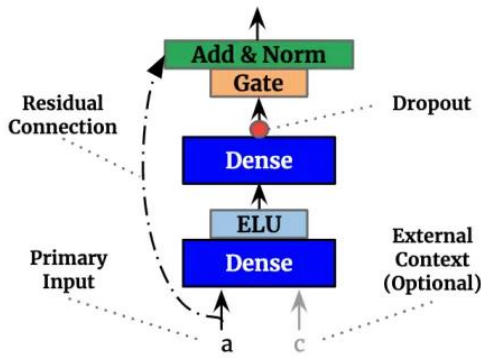 Add & Norm
Gate
Residual
Connection
Dropout
Dense
ELU
Dense
Primary
Input
External
Context
(Optional)
a
c